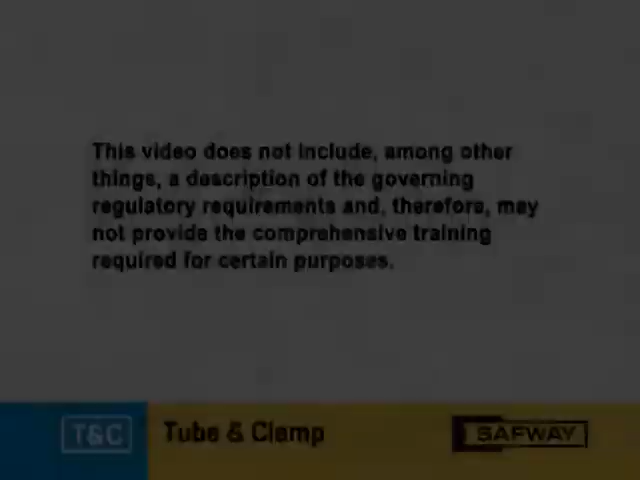 This video does not include, among other
things, a description of the governing
regulatory requirements and, therefore, may
not provide the comprehensive training
required for certain purposes.
T&C Tube & Clamp SAFWAY